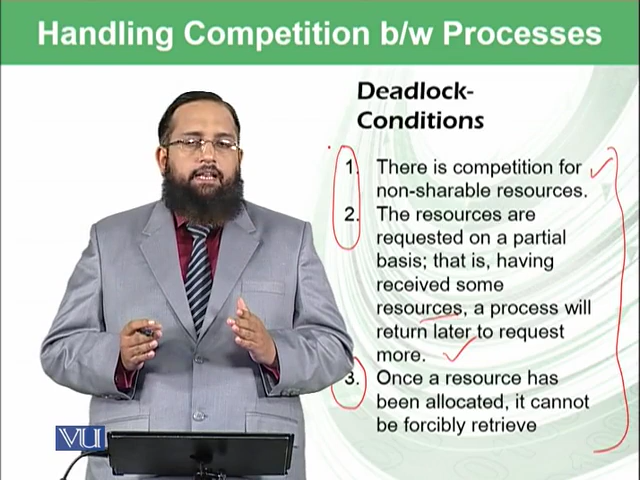 Handling Competition b/w Processes
Deadlock-
Conditions
1. There is competition for
non-sharable resources.
2. The resources are
requested on a partial
basis; that is, having
received some
resources, a process will
return later to request
more.
3. Once a resource has
been allocated, it cannot
be forcibly retrieve
VU